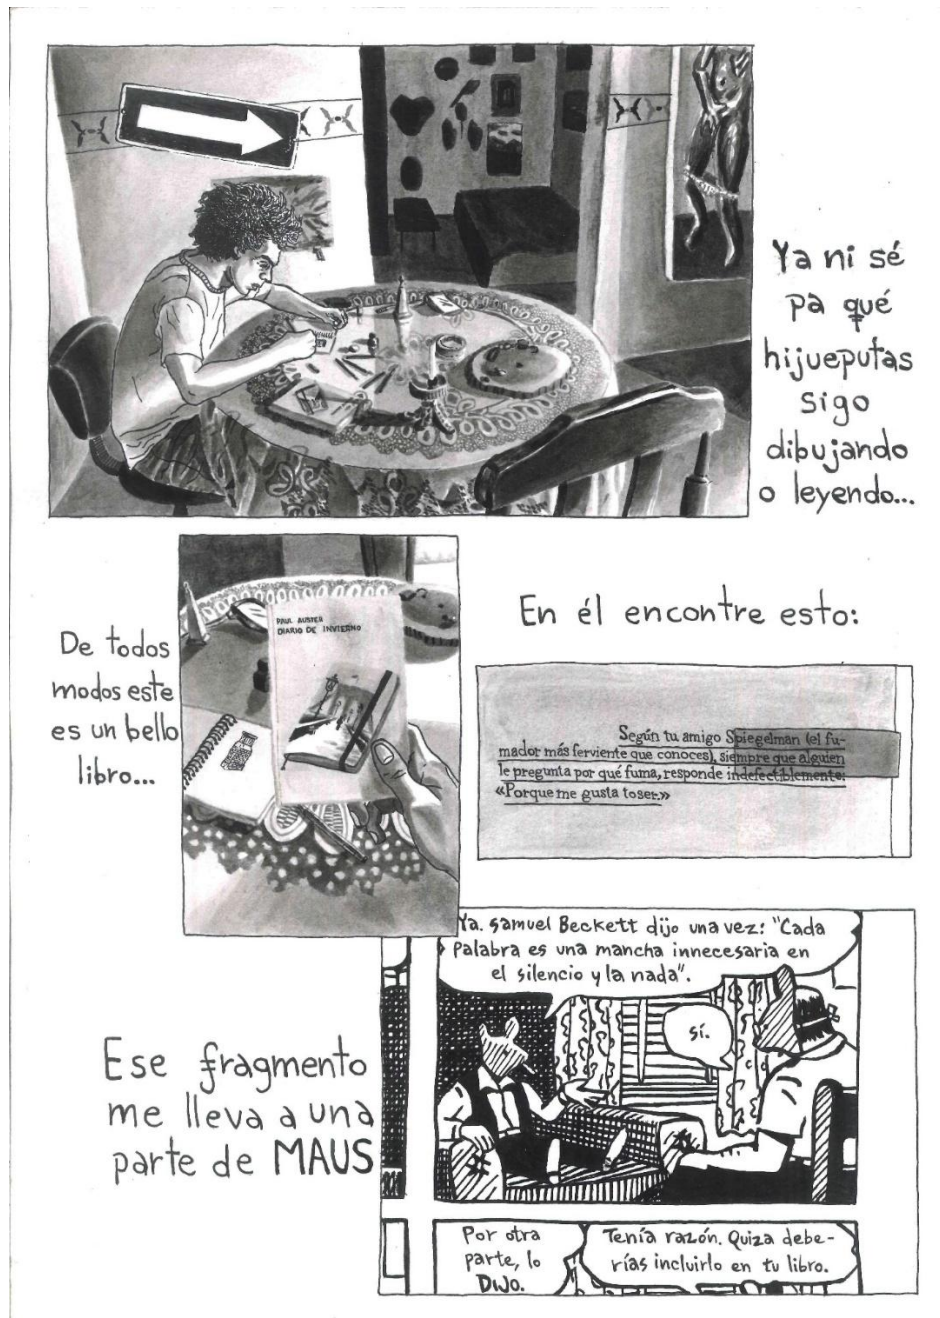 Ya ni sé
pa qué
hijueputas
sigo
dibujando
o leyendo...
De todos
modos este
es un bello
libro...
PAUL AUSTER
DIARIO DE INVIERNO
En él encontre esto:
Según tu amigo Spiegelman (el fu-
mador más ferviente que conoces), siempre que alguien
le pregunta por qué fuma, responde indefectiblemente:
«Porque me gusta toser.»
Ese fragmento
me lleva a una
parte de MAUS
Ya. Samuel Beckett dijo una vez: "Cada
palabra es una mancha innecesaria en
el silencio y la nada".
Sí.
Por otra
parte, lo
DIJO.
Tenía razón. Quiza debe-
rías incluirlo en tu libro.